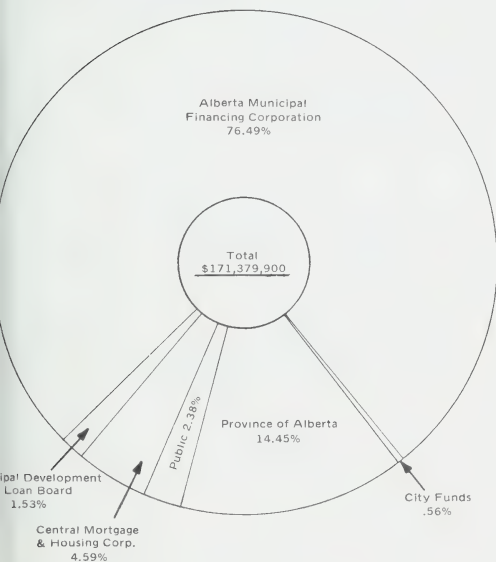 Alberta Municipal
Financing Corporation
76.49%
Total
$171,379,900
Public 2.38%
Province of Alberta
14.45%
City Funds
.56%
Development
Loan Board
1.53%
Central Mortgage
& Housing Corp.
4.59%